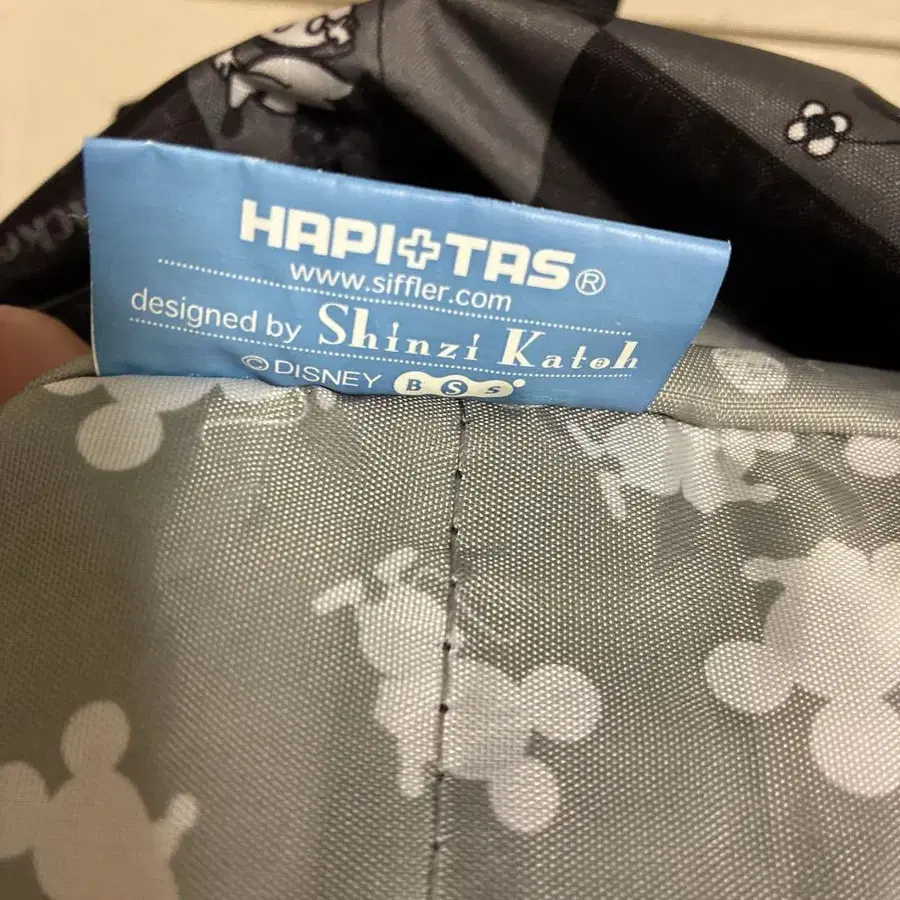 HAPI+TAS®
www.siffler.com
designed by Shinzi Katoh
©DISNEY BSs